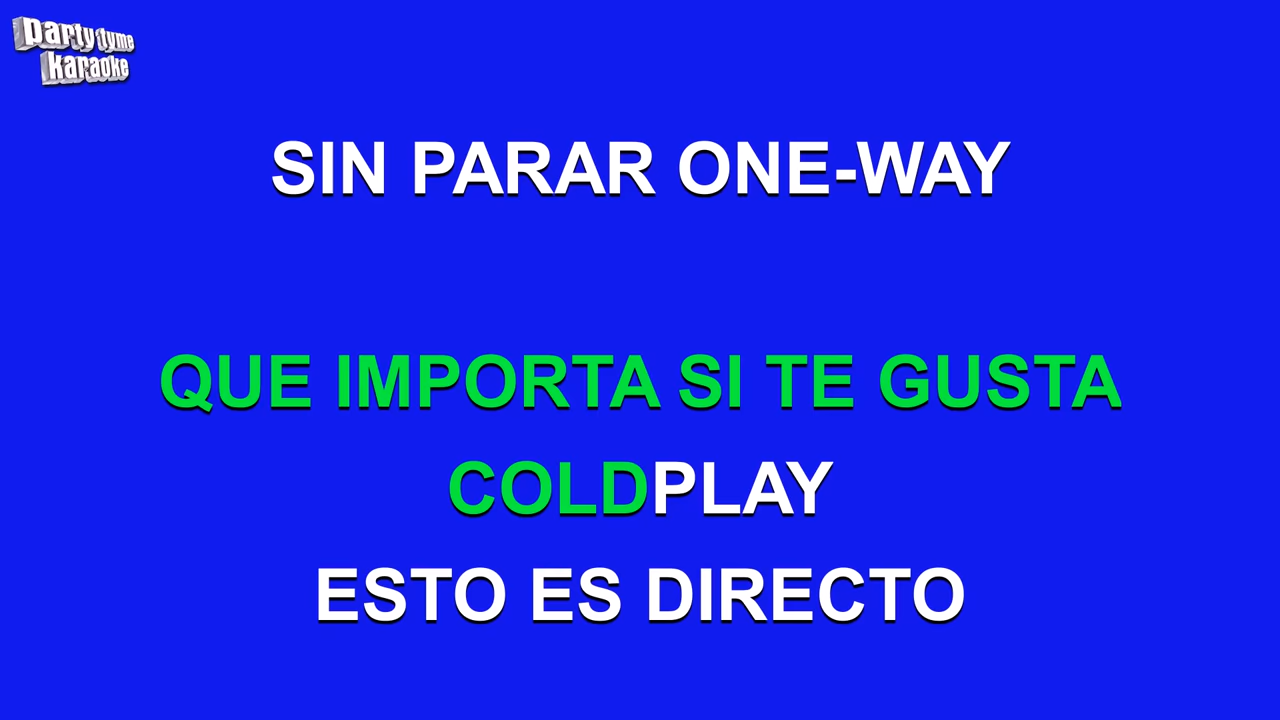 party tyme
karaoke
SIN PARAR ONE-WAY
QUE IMPORTA SI TE GUSTA
COLDPLAY
ESTO ES DIRECTO